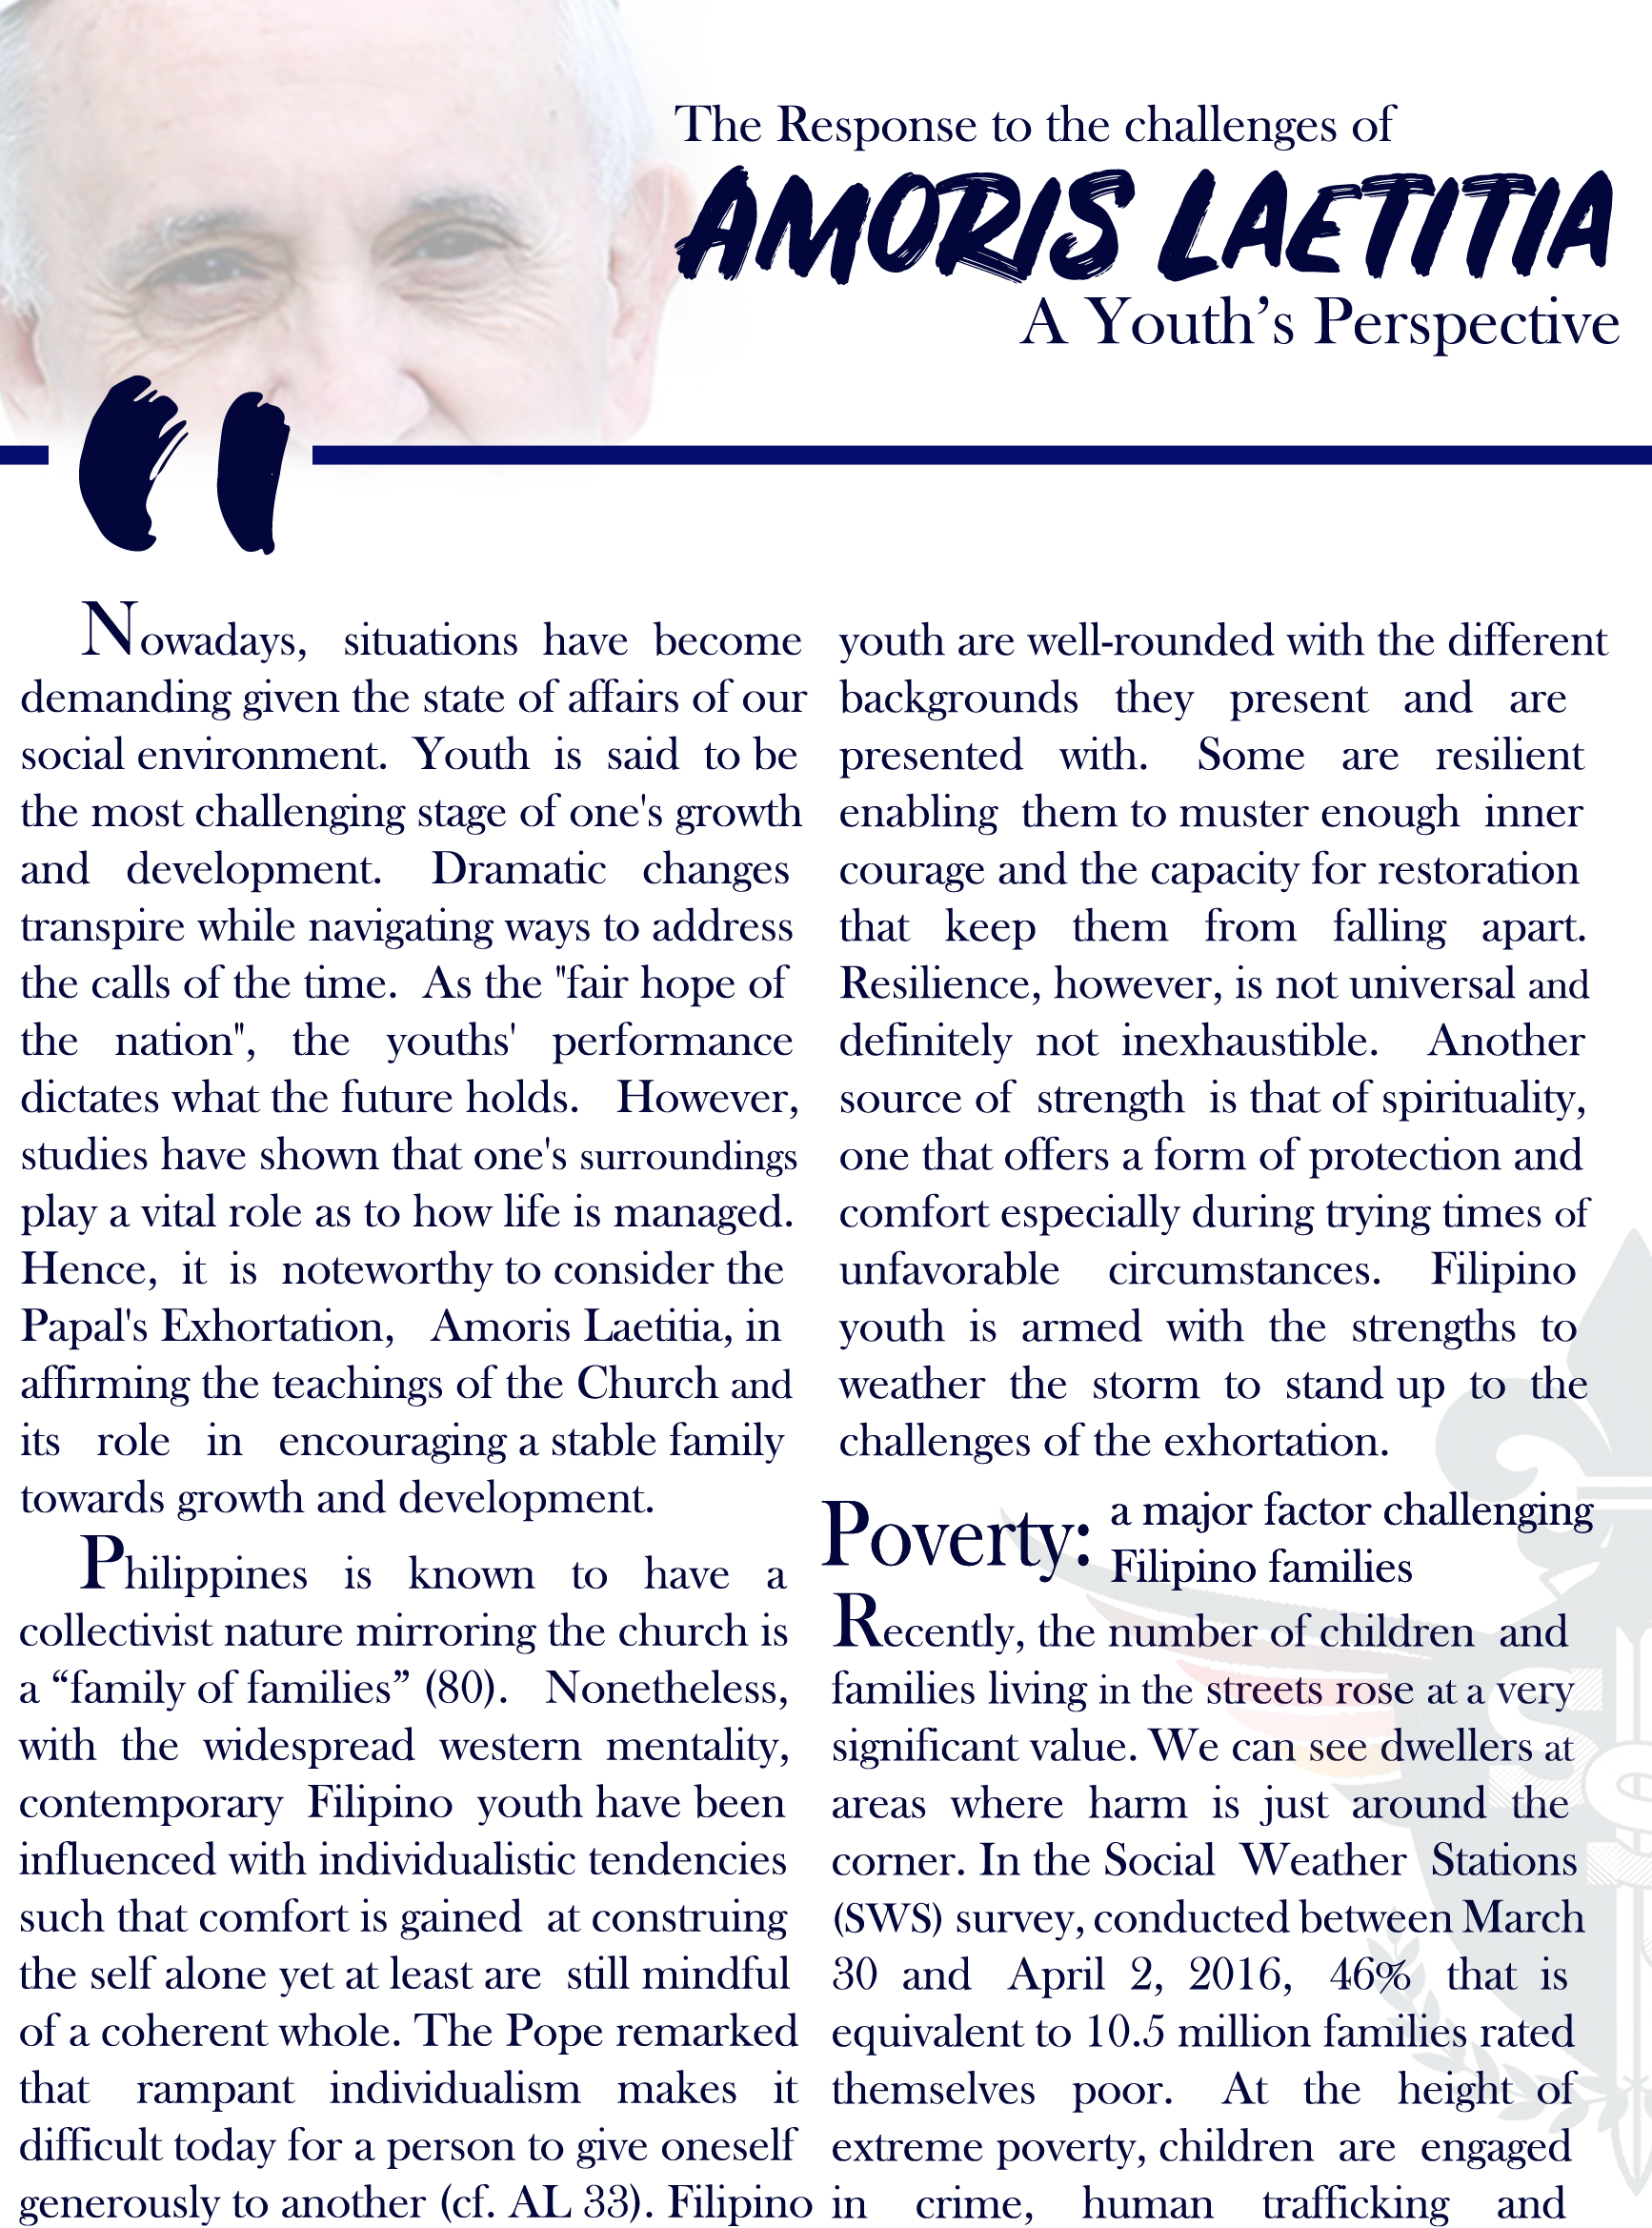 The Response to the challenges of
AMORIS LAETITIA
A Youth’s Perspective
Nowadays, situations have become
demanding given the state of affairs of our
social environment. Youth is said to be
the most challenging stage of one's growth
and development. Dramatic changes
transpire while navigating ways to address
the calls of the time. As the "fair hope of
the nation", the youths' performance
dictates what the future holds. However,
studies have shown that one's surroundings
play a vital role as to how life is managed.
Hence, it is noteworthy to consider the
Papal's Exhortation, Amoris Laetitia, in
affirming the teachings of the Church and
its role in encouraging a stable family
towards growth and development.
Philippines is known to have a
collectivist nature mirroring the church is
a “family of families” (80). Nonetheless,
with the widespread western mentality,
contemporary Filipino youth have been
influenced with individualistic tendencies
such that comfort is gained at construing
the self alone yet at least are still mindful
of a coherent whole. The Pope remarked
that rampant individualism makes it
difficult today for a person to give oneself
generously to another (cf. AL 33). Filipino
youth are well-rounded with the different
backgrounds they present and are
presented with. Some are resilient
enabling them to muster enough inner
courage and the capacity for restoration
that keep them from falling apart.
Resilience, however, is not universal and
definitely not inexhaustible. Another
source of strength is that of spirituality,
one that offers a form of protection and
comfort especially during trying times of
unfavorable circumstances. Filipino
youth is armed with the strengths to
weather the storm to stand up to the
challenges of the exhortation.
Poverty: a major factor challenging
Filipino families
Recently, the number of children and
families living in the streets rose at a very
significant value. We can see dwellers at
areas where harm is just around the
corner. In the Social Weather Stations
(SWS) survey, conducted between March
30 and April 2, 2016, 46% that is
equivalent to 10.5 million families rated
themselves poor. At the height of
extreme poverty, children are engaged
in crime, human trafficking and